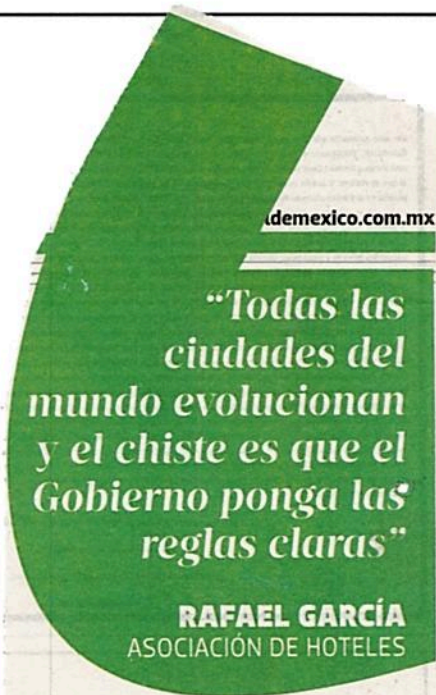 demexico.com.mx
“Todas las
ciudades del
mundo evolucionan
y el chiste es que el
Gobierno ponga las
reglas claras”
RAFAEL GARCÍA
ASOCIACIÓN DE HOTELES